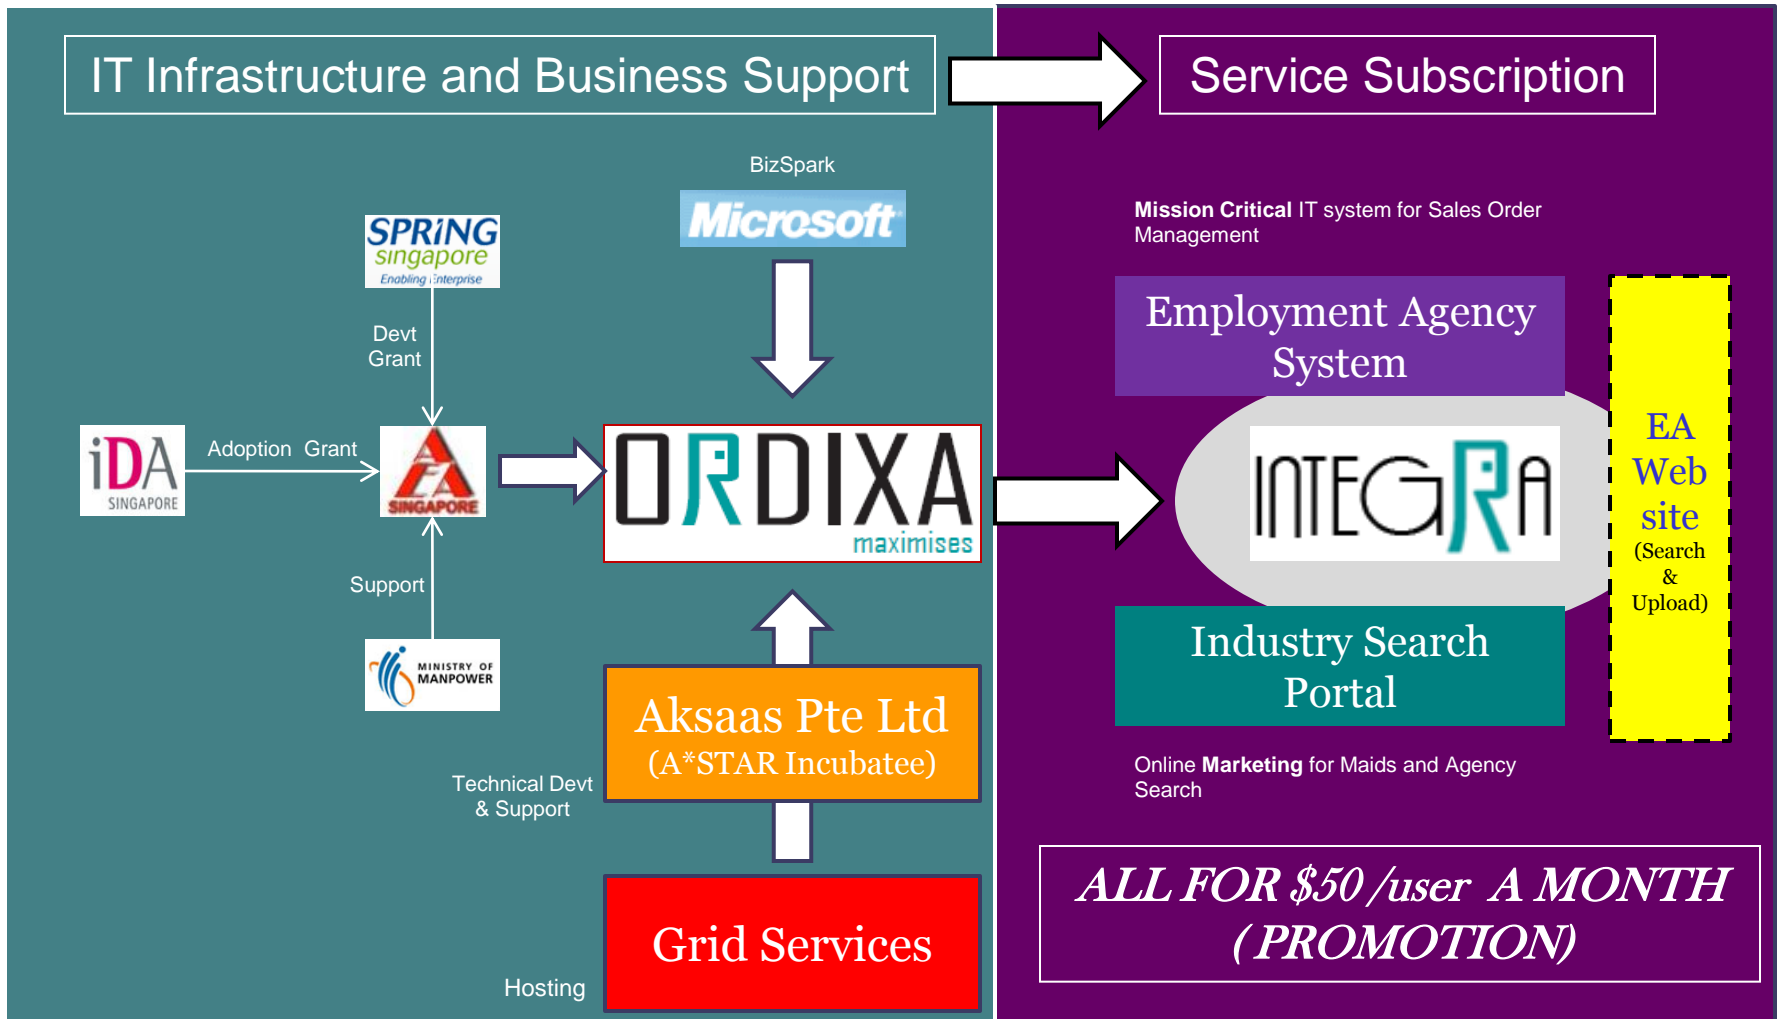 IT Infrastructure and Business Support
Service Subscription
BizSpark
Microsoft
SPRiNG
singapore
Enabling Enterprise
Devt
Grant
iDA
SINGAPORE
Adoption Grant
AEA
SINGAPORE
Support
MINISTRY OF
MANPOWER
ORDIXA
maximises
Aksaas Pte Ltd
(A*STAR Incubatee)
Technical Devt
& Support
Grid Services
Hosting
Mission Critical IT system for Sales Order
Management
Employment Agency
System
INTEGRA
Industry Search
Portal
EA
Web
site
(Search
&
Upload)
Online Marketing for Maids and Agency
Search
ALL FOR $50 /user A MONTH
( PROMOTION)